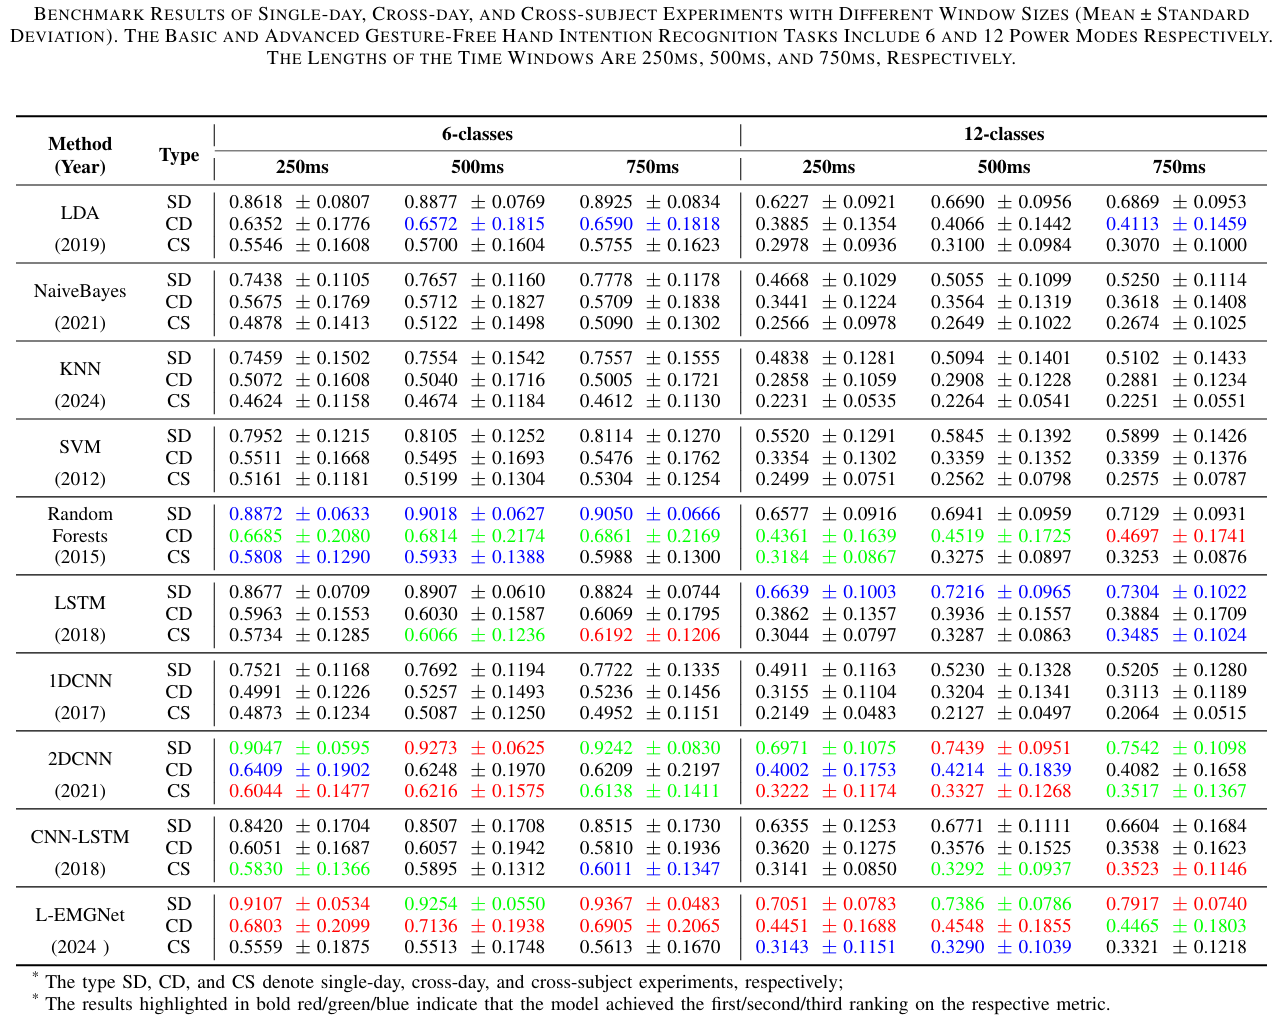 BENCHMARK RESULTS OF SINGLE-DAY, CROSS-DAY, AND CROSS-SUBJECT EXPERIMENTS WITH DIFFERENT WINDOW SIZES (MEAN ± STANDARD
DEVIATION). THE BASIC AND ADVANCED GESTURE-FREE HAND INTENTION RECOGNITION TASKS INCLUDE 6 AND 12 POWER MODES RESPECTIVELY.
THE LENGTHS OF THE TIME WINDOWS ARE 250MS, 500MS, AND 750MS, RESPECTIVELY.
Method (Year) Type 6-classes 12-classes
250ms 500ms 750ms 250ms 500ms 750ms
LDA (2019)
SD 0.8618 ± 0.0807 0.8877 ± 0.0769 0.8925 ± 0.0834 0.6227 ± 0.0921 0.6690 ± 0.0956 0.6869 ± 0.0953
CD 0.6352 ± 0.1776 0.6572 ± 0.1815 0.6590 ± 0.1818 0.3885 ± 0.1354 0.4066 ± 0.1442 0.4113 ± 0.1459
CS 0.5546 ± 0.1608 0.5700 ± 0.1604 0.5755 ± 0.1623 0.2978 ± 0.0936 0.3100 ± 0.0984 0.3070 ± 0.1000
NaiveBayes (2021)
SD 0.7438 ± 0.1105 0.7657 ± 0.1160 0.7778 ± 0.1178 0.4668 ± 0.1029 0.5055 ± 0.1099 0.5250 ± 0.1114
CD 0.5675 ± 0.1769 0.5712 ± 0.1827 0.5709 ± 0.1838 0.3441 ± 0.1224 0.3564 ± 0.1319 0.3618 ± 0.1408
CS 0.4878 ± 0.1413 0.5122 ± 0.1498 0.5090 ± 0.1302 0.2566 ± 0.0978 0.2649 ± 0.1022 0.2674 ± 0.1025
KNN (2024)
SD 0.7459 ± 0.1502 0.7554 ± 0.1542 0.7557 ± 0.1555 0.4838 ± 0.1281 0.5094 ± 0.1401 0.5102 ± 0.1433
CD 0.5072 ± 0.1608 0.5040 ± 0.1716 0.5005 ± 0.1721 0.2858 ± 0.1059 0.2908 ± 0.1228 0.2881 ± 0.1234
CS 0.4624 ± 0.1158 0.4674 ± 0.1184 0.4612 ± 0.1130 0.2231 ± 0.0535 0.2264 ± 0.0541 0.2251 ± 0.0551
SVM (2012)
SD 0.7952 ± 0.1215 0.8105 ± 0.1252 0.8114 ± 0.1270 0.5520 ± 0.1291 0.5845 ± 0.1392 0.5899 ± 0.1426
CD 0.5511 ± 0.1668 0.5495 ± 0.1693 0.5476 ± 0.1762 0.3354 ± 0.1302 0.3359 ± 0.1352 0.3359 ± 0.1376
CS 0.5161 ± 0.1181 0.5199 ± 0.1304 0.5304 ± 0.1254 0.2499 ± 0.0751 0.2562 ± 0.0798 0.2575 ± 0.0787
Random Forests (2015)
SD 0.8872 ± 0.0633 0.9018 ± 0.0627 0.9050 ± 0.0666 0.6577 ± 0.0916 0.6941 ± 0.0959 0.7129 ± 0.0931
CD 0.6685 ± 0.2080 0.6814 ± 0.2174 0.6861 ± 0.2169 0.4361 ± 0.1639 0.4519 ± 0.1725 0.4697 ± 0.1741
CS 0.5808 ± 0.1290 0.5933 ± 0.1388 0.5988 ± 0.1300 0.3184 ± 0.0867 0.3275 ± 0.0897 0.3253 ± 0.0876
LSTM (2018)
SD 0.8677 ± 0.0709 0.8907 ± 0.0610 0.8824 ± 0.0744 0.6639 ± 0.1003 0.7216 ± 0.0965 0.7304 ± 0.1022
CD 0.5963 ± 0.1553 0.6030 ± 0.1587 0.6069 ± 0.1795 0.3862 ± 0.1357 0.3936 ± 0.1557 0.3884 ± 0.1709
CS 0.5734 ± 0.1285 0.6066 ± 0.1236 0.6192 ± 0.1206 0.3044 ± 0.0797 0.3287 ± 0.0863 0.3485 ± 0.1024
1DCNN (2017)
SD 0.7521 ± 0.1168 0.7692 ± 0.1194 0.7722 ± 0.1335 0.4911 ± 0.1163 0.5230 ± 0.1328 0.5205 ± 0.1280
CD 0.4991 ± 0.1226 0.5257 ± 0.1493 0.5236 ± 0.1456 0.3155 ± 0.1104 0.3204 ± 0.1341 0.3113 ± 0.1189
CS 0.4873 ± 0.1234 0.5087 ± 0.1250 0.4952 ± 0.1151 0.2149 ± 0.0483 0.2127 ± 0.0497 0.2064 ± 0.0515
2DCNN (2021)
SD 0.9047 ± 0.0595 0.9273 ± 0.0625 0.9242 ± 0.0830 0.6971 ± 0.1075 0.7439 ± 0.0951 0.7542 ± 0.1098
CD 0.6409 ± 0.1902 0.6248 ± 0.1970 0.6209 ± 0.2197 0.4002 ± 0.1753 0.4214 ± 0.1839 0.4082 ± 0.1658
CS 0.6044 ± 0.1477 0.6216 ± 0.1575 0.6138 ± 0.1411 0.3222 ± 0.1174 0.3327 ± 0.1268 0.3517 ± 0.1367
CNN-LSTM (2018)
SD 0.8420 ± 0.1704 0.8507 ± 0.1708 0.8515 ± 0.1730 0.6355 ± 0.1253 0.6771 ± 0.1111 0.6604 ± 0.1684
CD 0.6051 ± 0.1687 0.6057 ± 0.1942 0.5810 ± 0.1936 0.3620 ± 0.1275 0.3576 ± 0.1525 0.3538 ± 0.1623
CS 0.5830 ± 0.1366 0.5895 ± 0.1312 0.6011 ± 0.1347 0.3141 ± 0.0850 0.3292 ± 0.0937 0.3523 ± 0.1146
L-EMGNet (2024 )
SD 0.9107 ± 0.0534 0.9254 ± 0.0550 0.9367 ± 0.0483 0.7051 ± 0.0783 0.7386 ± 0.0786 0.7917 ± 0.0740
CD 0.6803 ± 0.2099 0.7136 ± 0.1938 0.6905 ± 0.2065 0.4451 ± 0.1688 0.4548 ± 0.1855 0.4465 ± 0.1803
CS 0.5559 ± 0.1875 0.5513 ± 0.1748 0.5613 ± 0.1670 0.3143 ± 0.1151 0.3290 ± 0.1039 0.3321 ± 0.1218
* The type SD, CD, and CS denote single-day, cross-day, and cross-subject experiments, respectively;
* The results highlighted in bold red/green/blue indicate that the model achieved the first/second/third ranking on the respective metric.